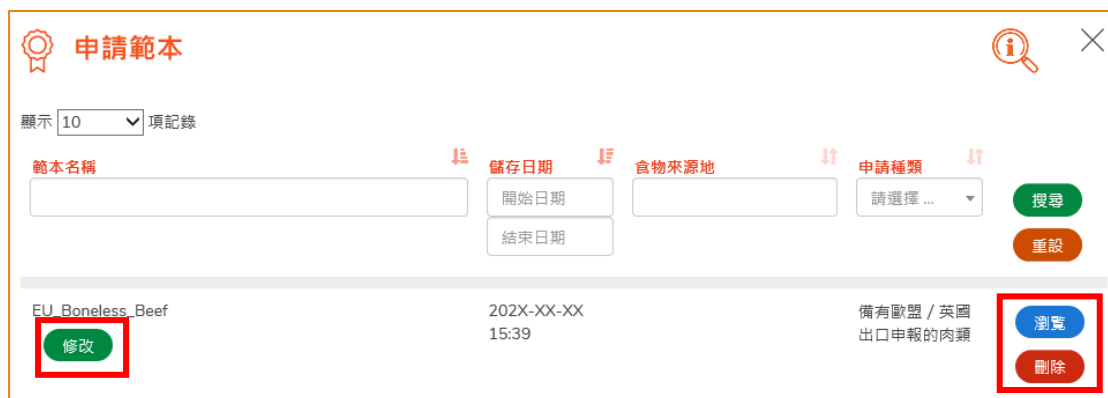 申請範本
顯示 10 項記錄
範本名稱 儲存日期 食物來源地 申請種類
開始日期 請選擇 ... 搜尋
結束日期 重設
EU_Boneless_Beef 202X-XX-XX 備有歐盟 / 英國 瀏覽
修改 15:39 出口申報的肉類
刪除